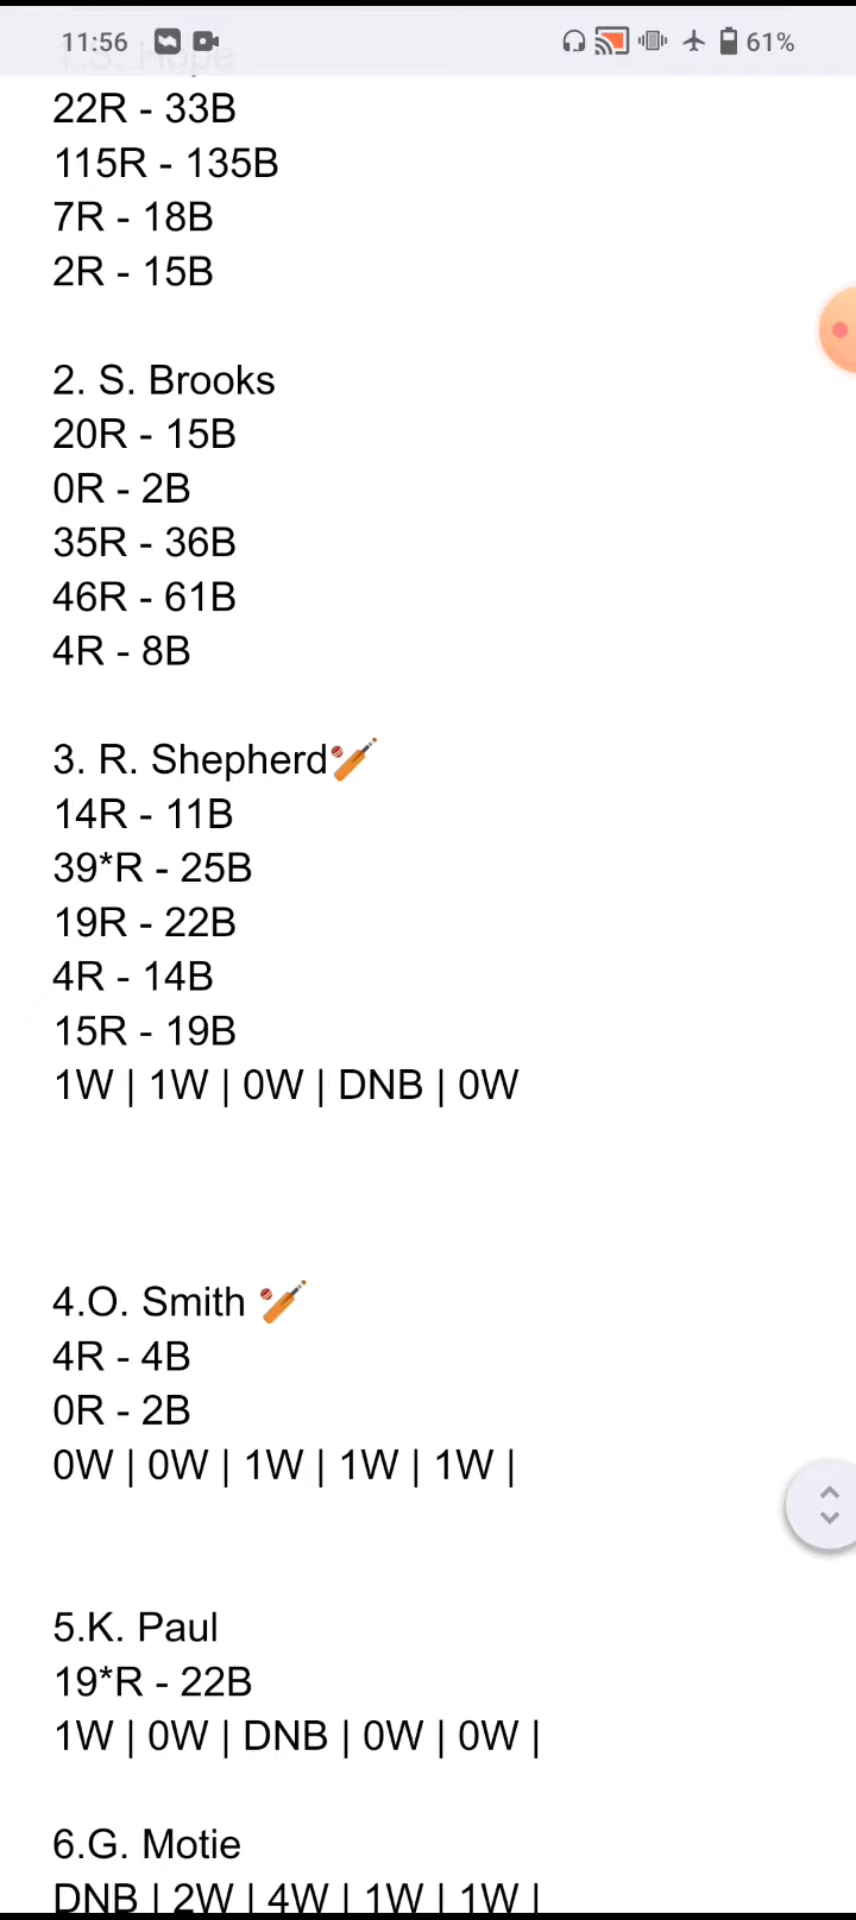 11:56
61%
1.S. Hope
22R - 33B
115R - 135B
7R - 18B
2R - 15B
2. S. Brooks
20R - 15B
0R - 2B
35R - 36B
46R - 61B
4R - 8B
3. R. Shepherd🏏
14R - 11B
39*R - 25B
19R - 22B
4R - 14B
15R - 19B
1W | 1W | 0W | DNB | 0W
4.O. Smith 🏏
4R - 4B
0R - 2B
0W | 0W | 1W | 1W | 1W |
5.K. Paul
19*R - 22B
1W | 0W | DNB | 0W | 0W |
6.G. Motie
DNB | 2W | 4W | 1W | 1W |